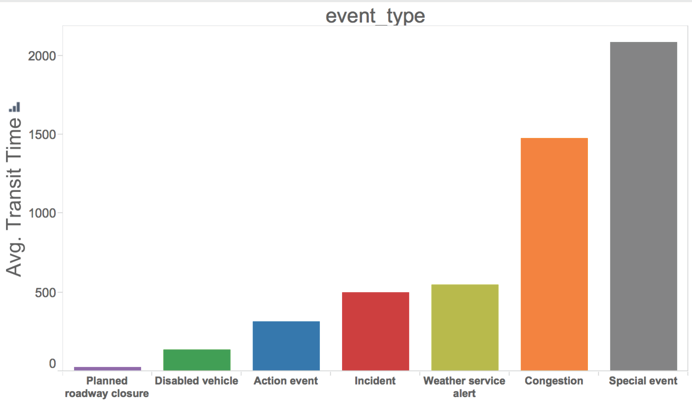 event_type
Avg. Transit Time
2000
1500
1000
500
0
Planned
roadway closure
Disabled vehicle
Action event
Incident
Weather service
alert
Congestion
Special event